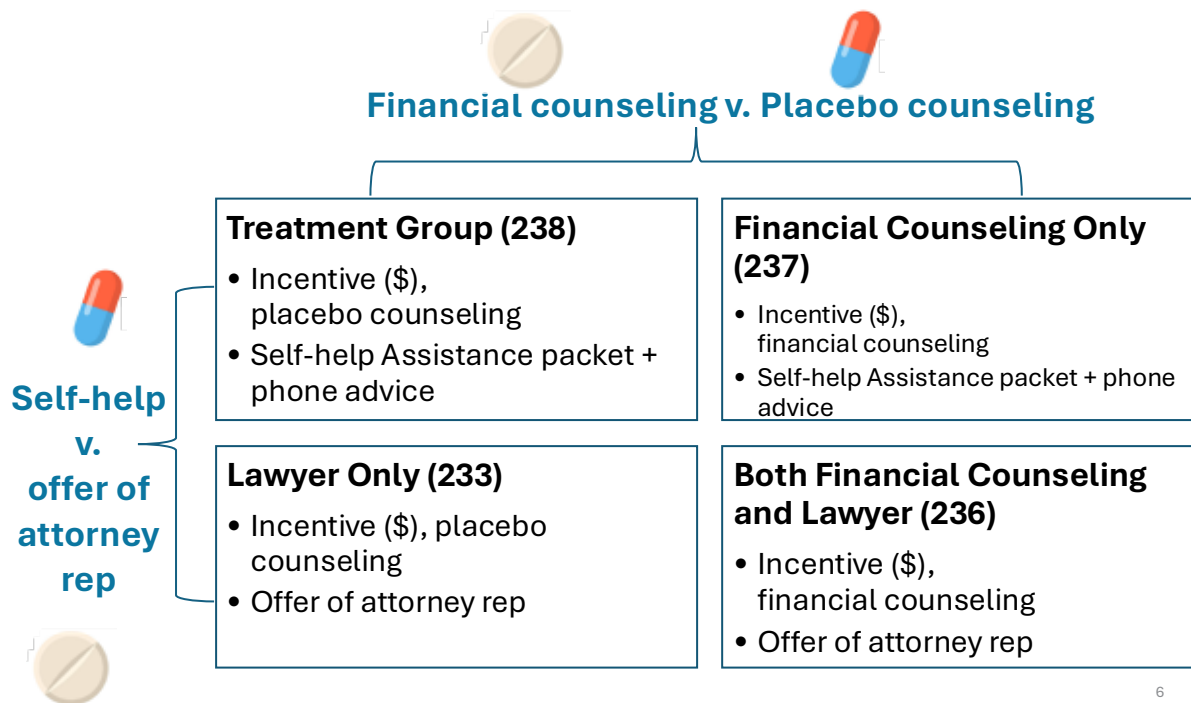 Financial counseling v. Placebo counseling
Self-help
v.
offer of
attorney
rep
Treatment Group (238)
• Incentive ($),
placebo counseling
• Self-help Assistance packet +
phone advice
Financial Counseling Only
(237)
• Incentive ($),
financial counseling
• Self-help Assistance packet + phone
advice
Lawyer Only (233)
• Incentive ($), placebo
counseling
• Offer of attorney rep
Both Financial Counseling
and Lawyer (236)
• Incentive ($),
financial counseling
• Offer of attorney rep
6